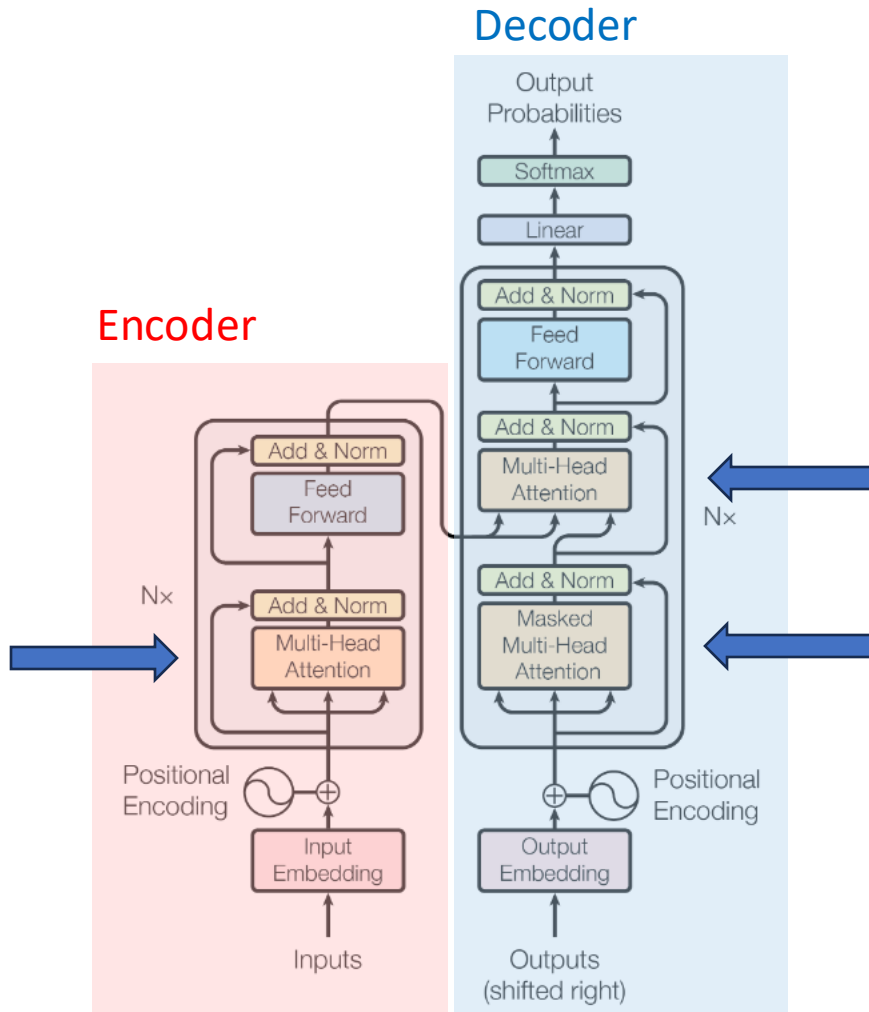 Decoder
Output
Probabilities
Softmax
Linear
Add & Norm
Feed
Forward
Add & Norm
Multi-Head
Attention
Nx
Add & Norm
Masked
Multi-Head
Attention
Positional
Encoding
Output
Embedding
Outputs
(shifted right)
Encoder
Add & Norm
Feed
Forward
Nx
Add & Norm
Multi-Head
Attention
Positional
Encoding
Input
Embedding
Inputs